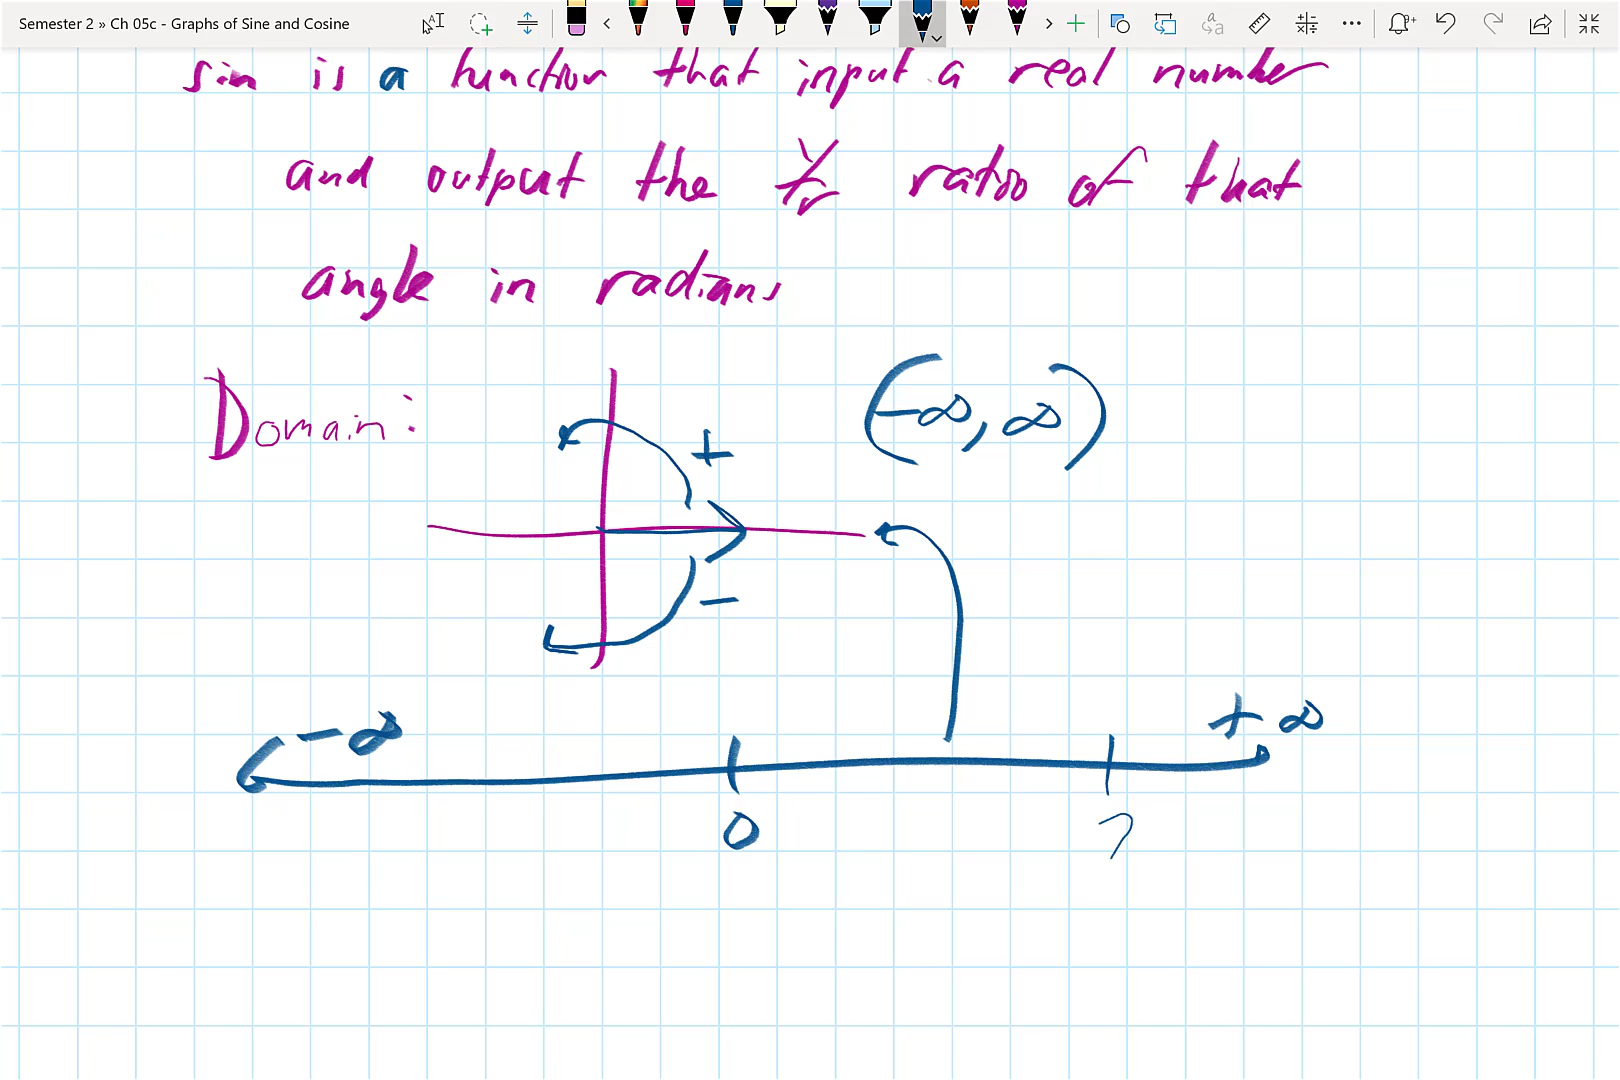 Semester 2 » Ch 05c - Graphs of Sine and Cosine
sin is a function that input a real number
and output the y/r ratio of that
angle in radians
Domain:
(-∞, ∞)
+
-
-∞
+∞
0